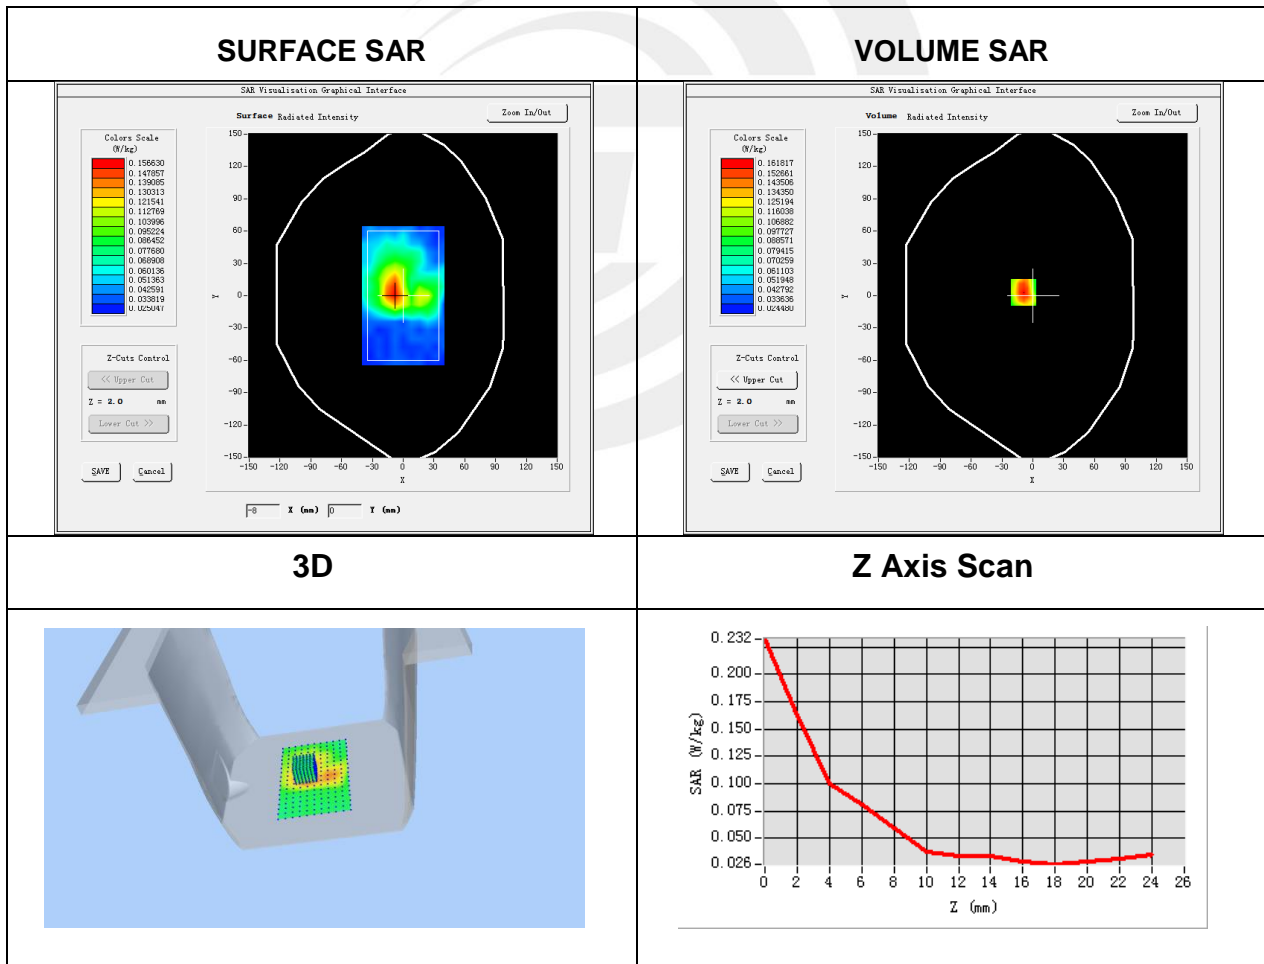 SURFACE SAR
VOLUME SAR
SAR Visualisation Graphical Interface
Surface Radiated Intensity
Zoom In/Out
Colors Scale
(W/kg)
0.156630
0.147857
0.139085
0.130313
0.121541
0.112769
0.103996
0.095224
0.086452
0.077680
0.068908
0.060136
0.051363
0.042591
0.033819
0.025047
Z-Cuts Control
<< Upper Cut
Z = 2.0 mm
Lower Cut >>
SAVE Cancel
150
120
90
60
30
0
-30
-60
-90
-120
-150
Y
-150 -120 -90 -60 -30 0 30 60 90 120 150
X
-8 X (mm) 0 Y (mm)
SAR Visualisation Graphical Interface
Volume Radiated Intensity
Zoom In/Out
Colors Scale
(W/kg)
0.161817
0.152661
0.143506
0.134350
0.125194
0.116038
0.106882
0.097727
0.088571
0.079415
0.070259
0.061103
0.051948
0.042792
0.033636
0.024480
Z-Cuts Control
<< Upper Cut
Z = 2.0 mm
Lower Cut >>
SAVE Cancel
150
120
90
60
30
0
-30
-60
-90
-120
-150
Y
-150 -120 -90 -60 -30 0 30 60 90 120 150
X
3D
Z Axis Scan
0.232
0.200
0.175
0.150
0.125
0.100
0.075
0.050
0.026
SAR (W/kg)
0 2 4 6 8 10 12 14 16 18 20 22 24 26
Z (mm)